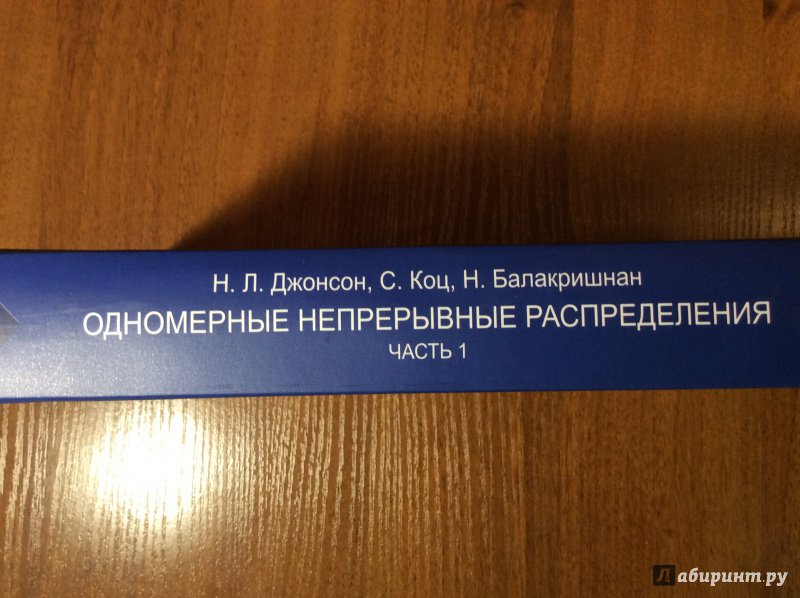 Н. Л. Джонсон, С. Коц, Н. Балакришнан
ОДНОМЕРНЫЕ НЕПРЕРЫВНЫЕ РАСПРЕДЕЛЕНИЯ
ЧАСТЬ 1
Лабиринт.ру